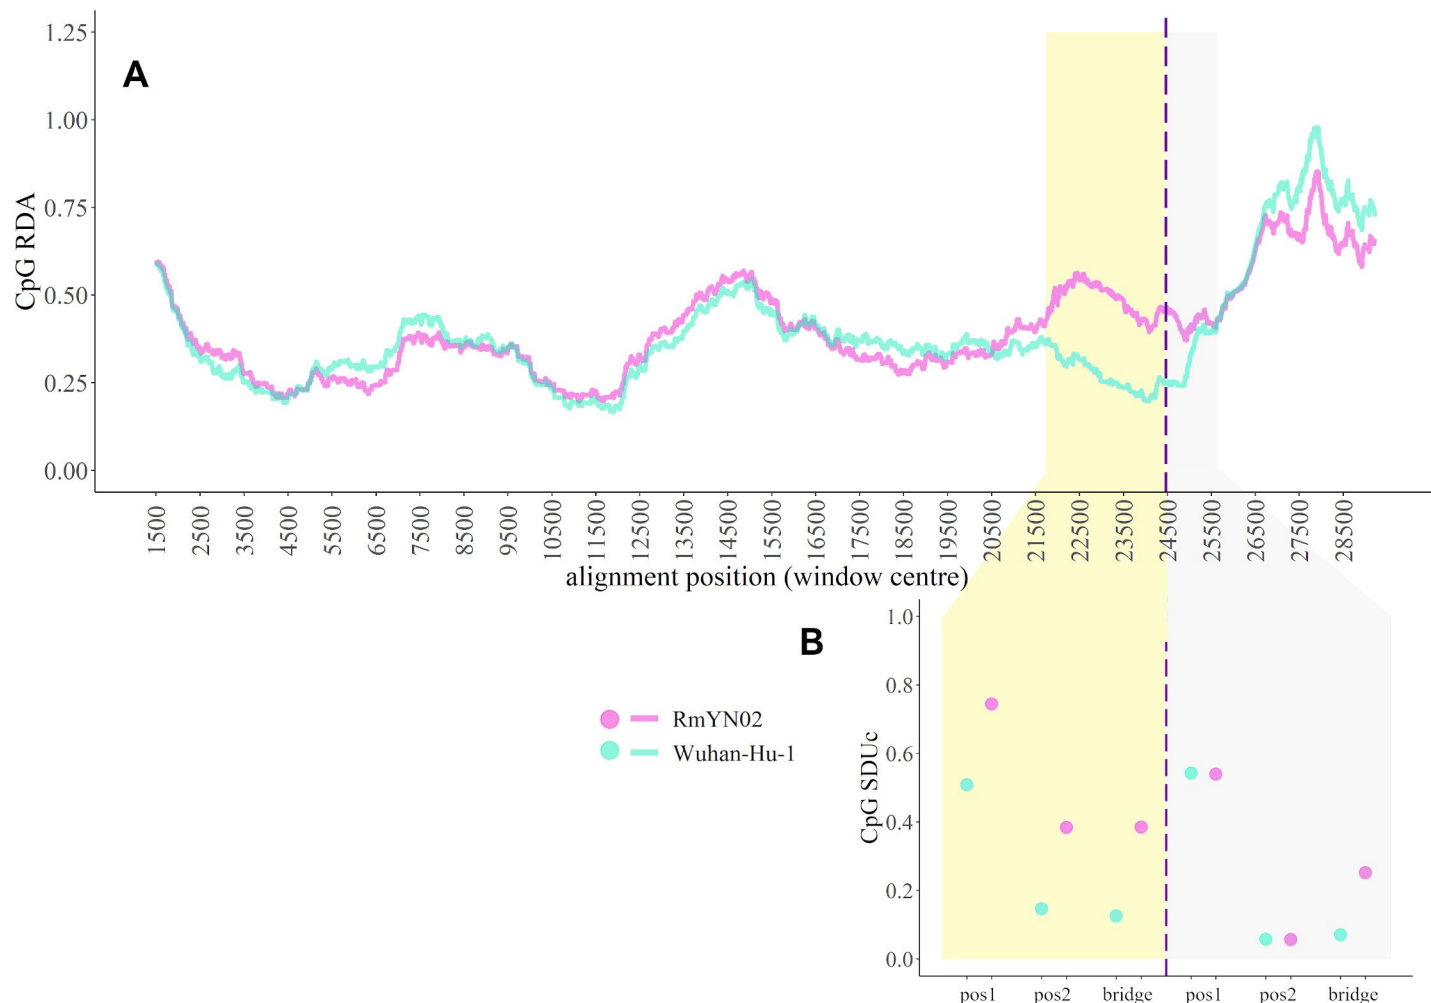 A
CpG RDA
1.25
1.00
0.75
0.50
0.25
0.00
1500 2500 3500 4500 5500 6500 7500 8500 9500 10500 11500 12500 13500 14500 15500 16500 17500 18500 19500 20500 21500 22500 23500 24500 25500 26500 27500 28500
alignment position (window centre)
B
RmYN02
Wuhan-Hu-1
CpG SDUc
1.0
0.8
0.6
0.4
0.2
0.0
pos1 pos2 bridge pos1 pos2 bridge